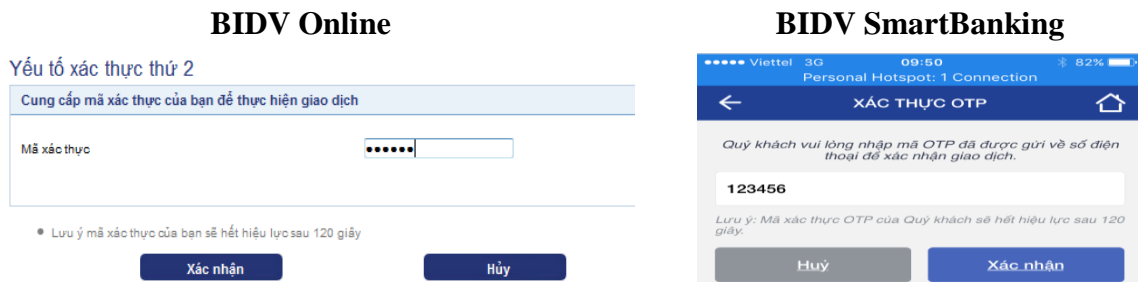 BIDV Online
Yếu tố xác thực thứ 2
Cung cấp mã xác thực của bạn để thực hiện giao dịch
Mã xác thực
••••••
• Lưu ý mã xác thực của bạn sẽ hết hiệu lực sau 120 giây
Xác nhận Hủy
BIDV SmartBanking
Viettel 3G 09:50 82%
Personal Hotspot: 1 Connection
XÁC THỰC OTP
Quý khách vui lòng nhập mã OTP đã được gửi về số điện
thoại để xác nhận giao dịch.
123456
Lưu ý: Mã xác thực OTP của Quý khách sẽ hết hiệu lực sau 120
giây.
Huỷ Xác nhận